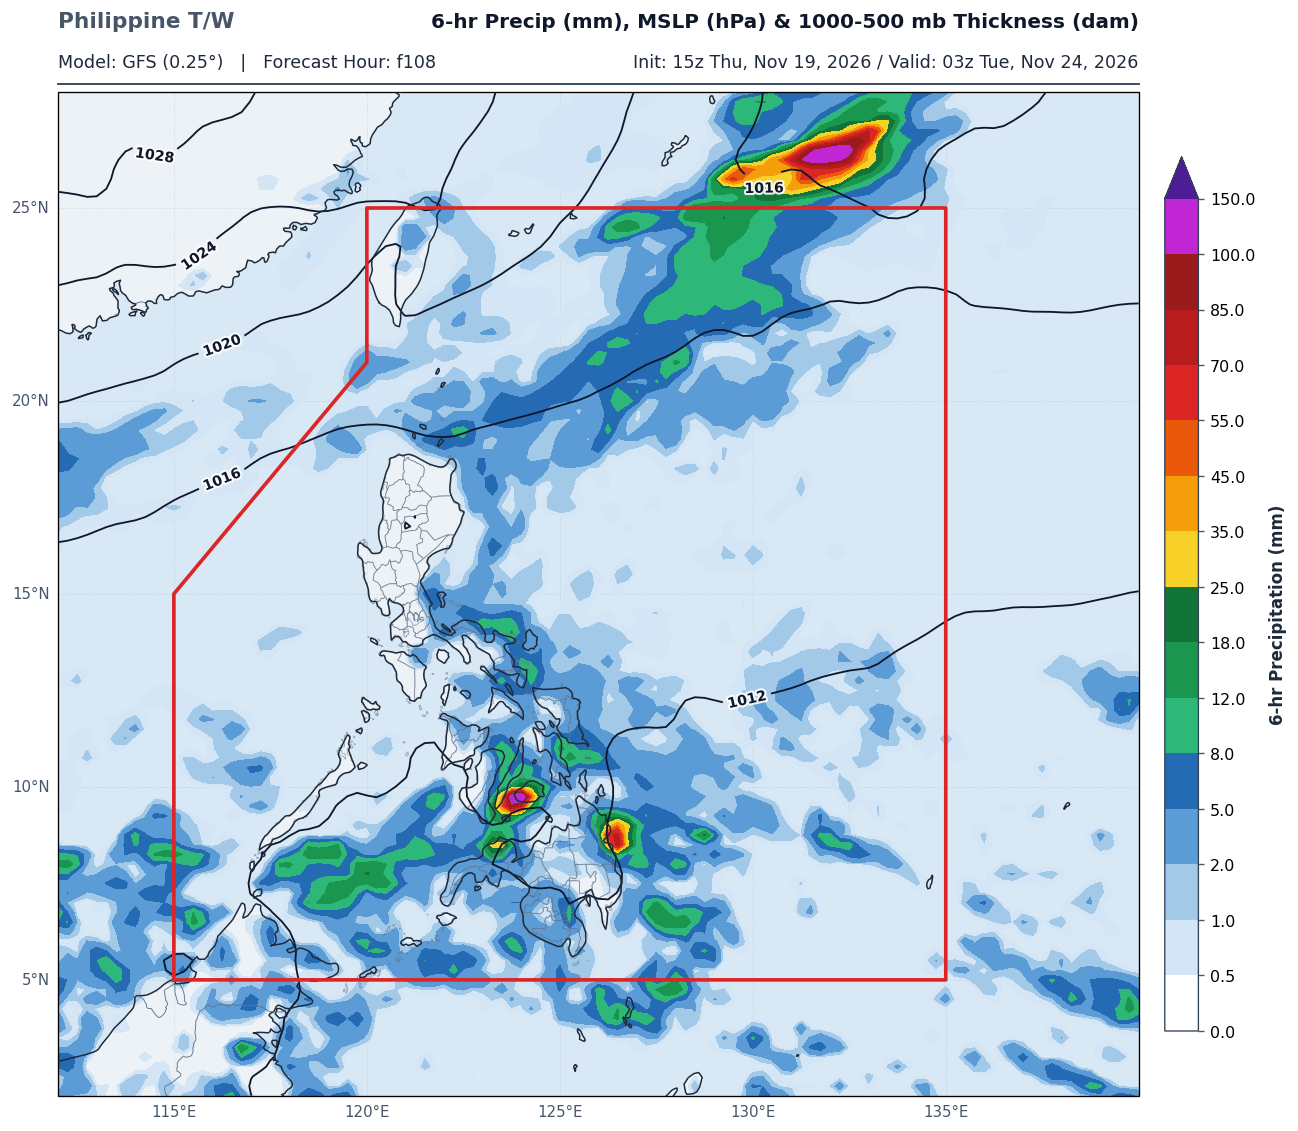 Philippine T/W
6-hr Precip (mm), MSLP (hPa) & 1000-500 mb Thickness (dam)
Model: GFS (0.25°) | Forecast Hour: f108
Init: 15z Thu, Nov 19, 2026 / Valid: 03z Tue, Nov 24, 2026
1028
1016
25°N
1024
1020
20°N
1016
15°N
1012
10°N
5°N
115°E
120°E
125°E
130°E
135°E
150.0
100.0
85.0
70.0
55.0
45.0
35.0
25.0
18.0
12.0
8.0
5.0
2.0
1.0
0.5
0.0
6-hr Precipitation (mm)